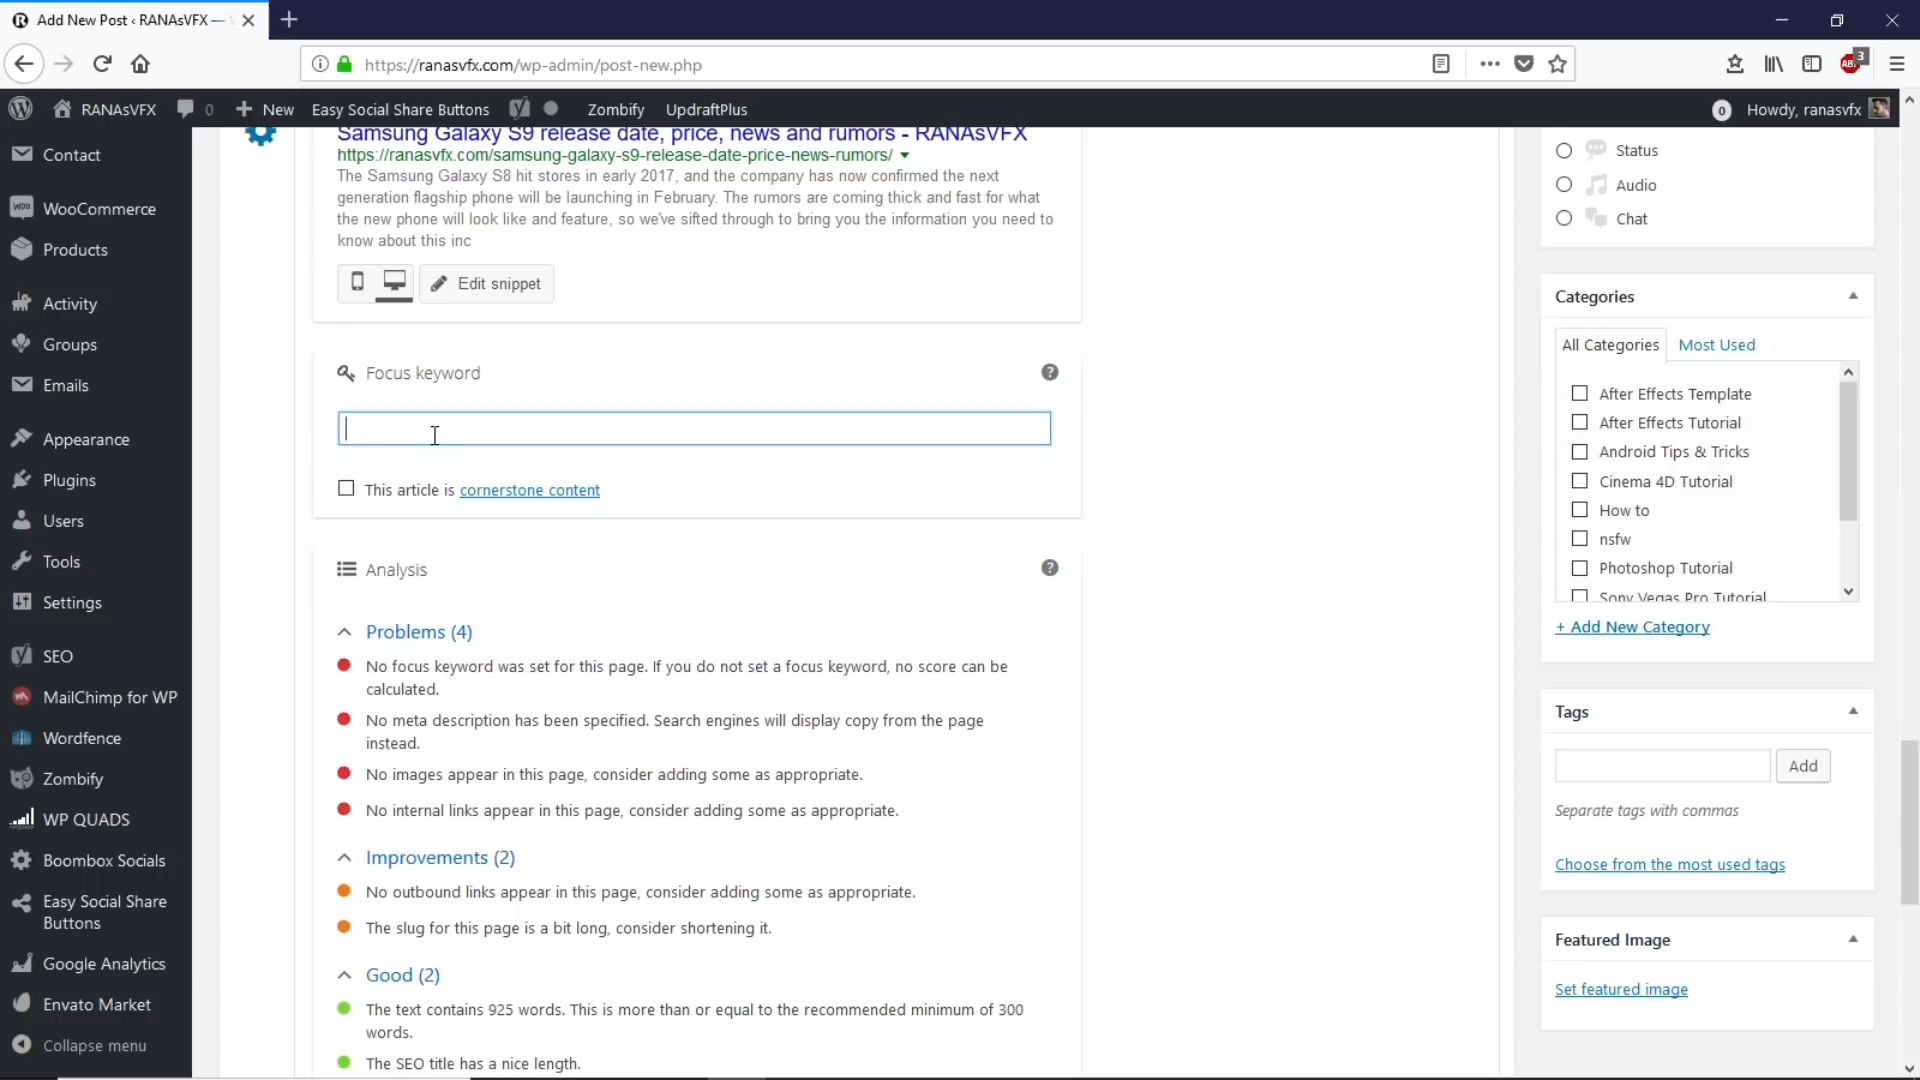 Add New Post ‹ RANAsVFX —
https://ranasvfx.com/wp-admin/post-new.php
ABP
3
RANAsVFX
0
New
Easy Social Share Buttons
Zombify
UpdraftPlus
0
Howdy, ranasvfx
Contact
WooCommerce
Products
Activity
Groups
Emails
Appearance
Plugins
Users
Tools
Settings
SEO
MailChimp for WP
Wordfence
Zombify
WP QUADS
Boombox Socials
Easy Social Share
Buttons
Google Analytics
Envato Market
Collapse menu
Samsung Galaxy S9 release date, price, news and rumors - RANAsVFX
https://ranasvfx.com/samsung-galaxy-s9-release-date-price-news-rumors/
The Samsung Galaxy S8 hit stores in early 2017, and the company has now confirmed the next
generation flagship phone will be launching in February. The rumors are coming thick and fast for what
the new phone will look like and feature, so we've sifted through to bring you the information you need to
know about this inc
Edit snippet
Focus keyword
This article is cornerstone content
Analysis
Problems (4)
No focus keyword was set for this page. If you do not set a focus keyword, no score can be
calculated.
No meta description has been specified. Search engines will display copy from the page
instead.
No images appear in this page, consider adding some as appropriate.
No internal links appear in this page, consider adding some as appropriate.
Improvements (2)
No outbound links appear in this page, consider adding some as appropriate.
The slug for this page is a bit long, consider shortening it.
Good (2)
The text contains 925 words. This is more than or equal to the recommended minimum of 300
words.
The SEO title has a nice length.
Status
Audio
Chat
Categories
All Categories
Most Used
After Effects Template
After Effects Tutorial
Android Tips & Tricks
Cinema 4D Tutorial
How to
nsfw
Photoshop Tutorial
Sony Vegas Pro Tutorial
+ Add New Category
Tags
Add
Separate tags with commas
Choose from the most used tags
Featured Image
Set featured image